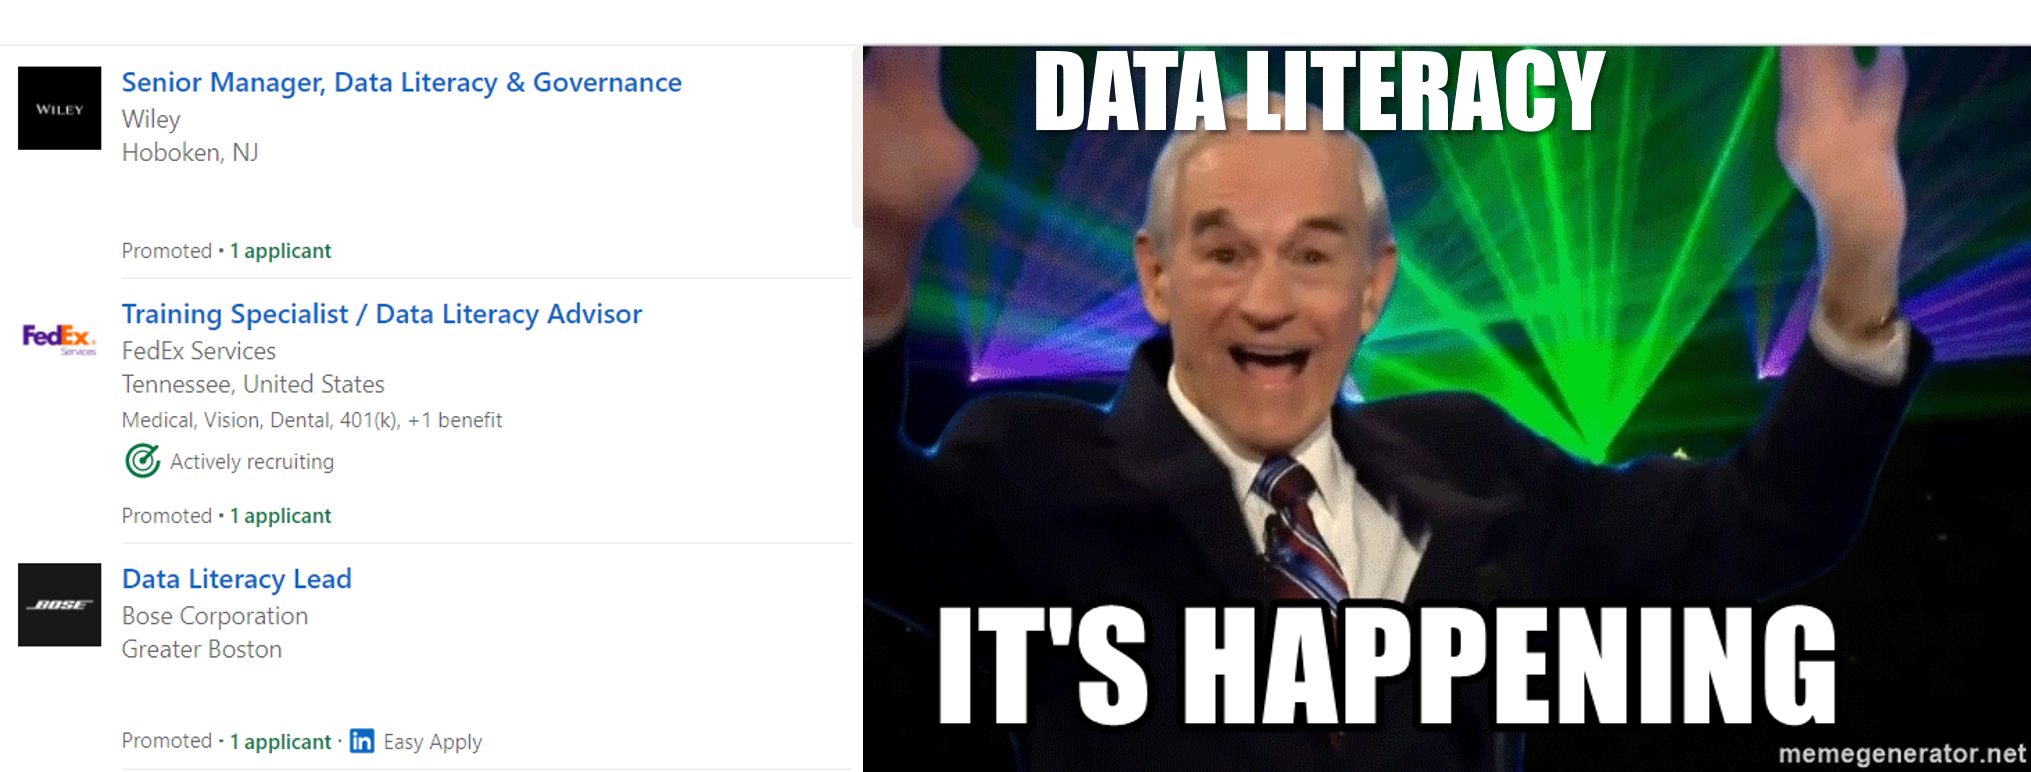 WILEY
Senior Manager, Data Literacy & Governance
Wiley
Hoboken, NJ
Promoted • 1 applicant
FedEx.
Services
Training Specialist / Data Literacy Advisor
FedEx Services
Tennessee, United States
Medical, Vision, Dental, 401(k), +1 benefit
Actively recruiting
Promoted • 1 applicant
BOSE
Data Literacy Lead
Bose Corporation
Greater Boston
Promoted • 1 applicant · in Easy Apply
DATA LITERACY
IT'S HAPPENING
memegenerator.net